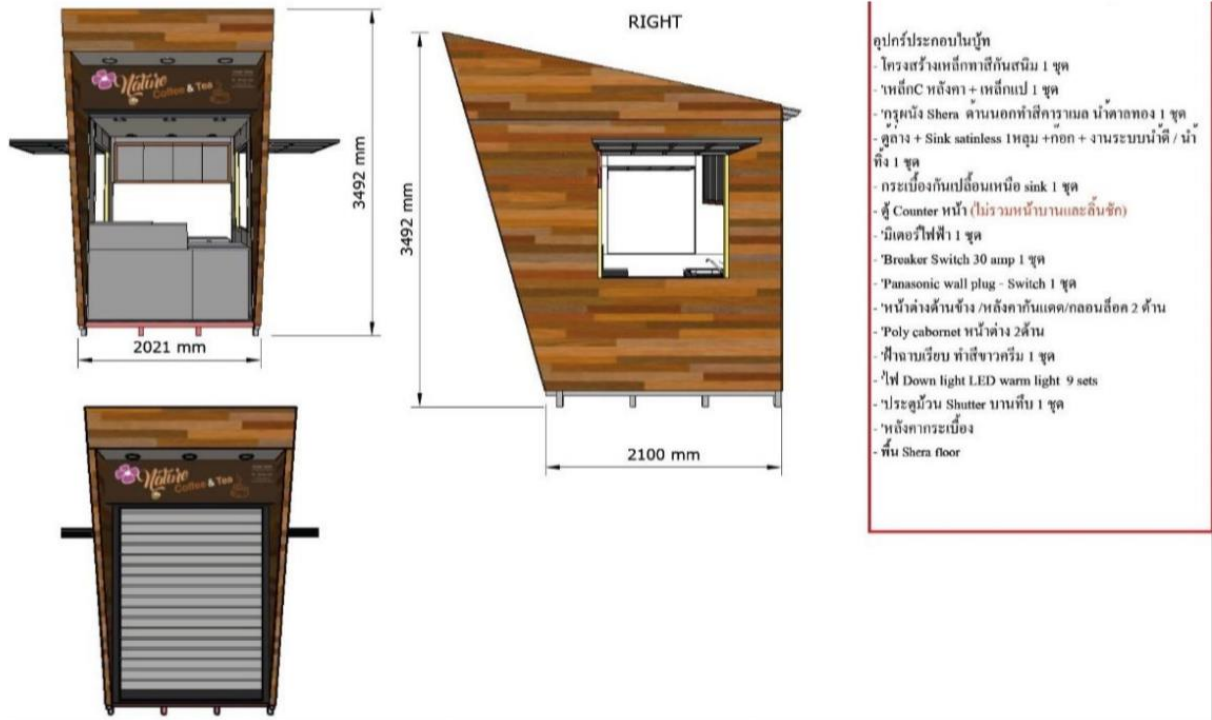 Nature
Coffee & Tea
3492 mm
2021 mm
RIGHT
3492 mm
2100 mm
Nature
Coffee & Tea
อุปกร์ประกอบในบู้ท
- โครงสร้างเหล็กทาสีกันสนิม 1 ชุด
- 'เหล็กC หลังคา + เหล็กแป 1 ชุด
- 'กรุผนัง Shera ด้านนอกทำสีคาราเมล น้ำตาลทอง 1 ชุด
- ตู้ล่าง + Sink satinless 1หลุม +ก๊อก + งานระบบน้ำดี / น้ำ
ทิ้ง 1 ชุด
- กระเบื้องกันเปลื้อนเหนือ sink 1 ชุด
- ตู้ Counter หน้า (ไม่รวมหน้าบานและลิ้นชัก)
- 'มิเตอร์ไฟฟ้า 1 ชุด
- 'Breaker Switch 30 amp 1 ชุด
- 'Panasonic wall plug - Switch 1 ชุด
- 'หน้าต่างด้านข้าง /หลังคากันแดด/กลอนล็อค 2 ด้าน
- 'Poly cabornet หน้าต่าง 2ด้าน
- 'ฝ้าฉาบเรียบ ทำสีขาวครีม 1 ชุด
- 'ไฟ Down light LED warm light 9 sets
- 'ประตูม้วน Shutter บานทึบ 1 ชุด
- 'หลังคากระเบื้อง
- พื้น Shera floor